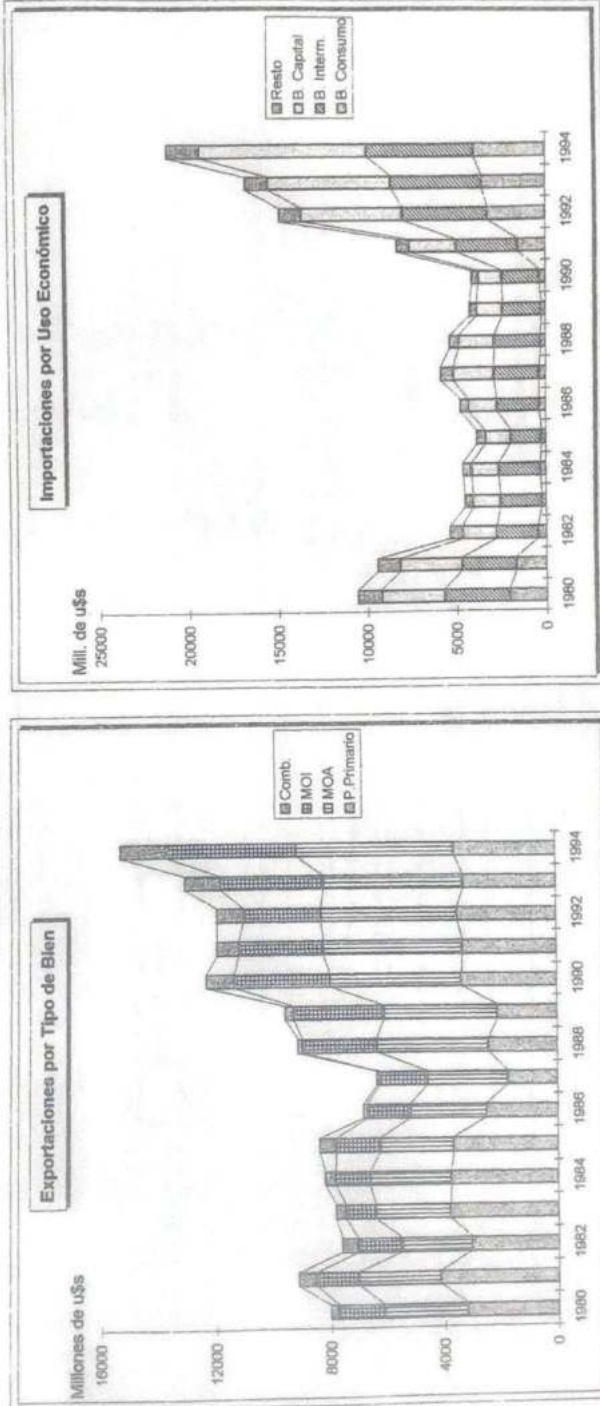 Exportaciones por Tipo de Bien
Millones de u$s
16000
12000
8000
4000
0
1980
1982
1984
1986
1988
1990
1992
1994
Comb.
MOI
MOA
P.Primario
Importaciones por Uso Económico
Mill. de u$s
25000
20000
15000
10000
5000
0
1980
1982
1984
1986
1988
1990
1992
1994
Resto
B. Capital
B. Interm.
B. Consumo